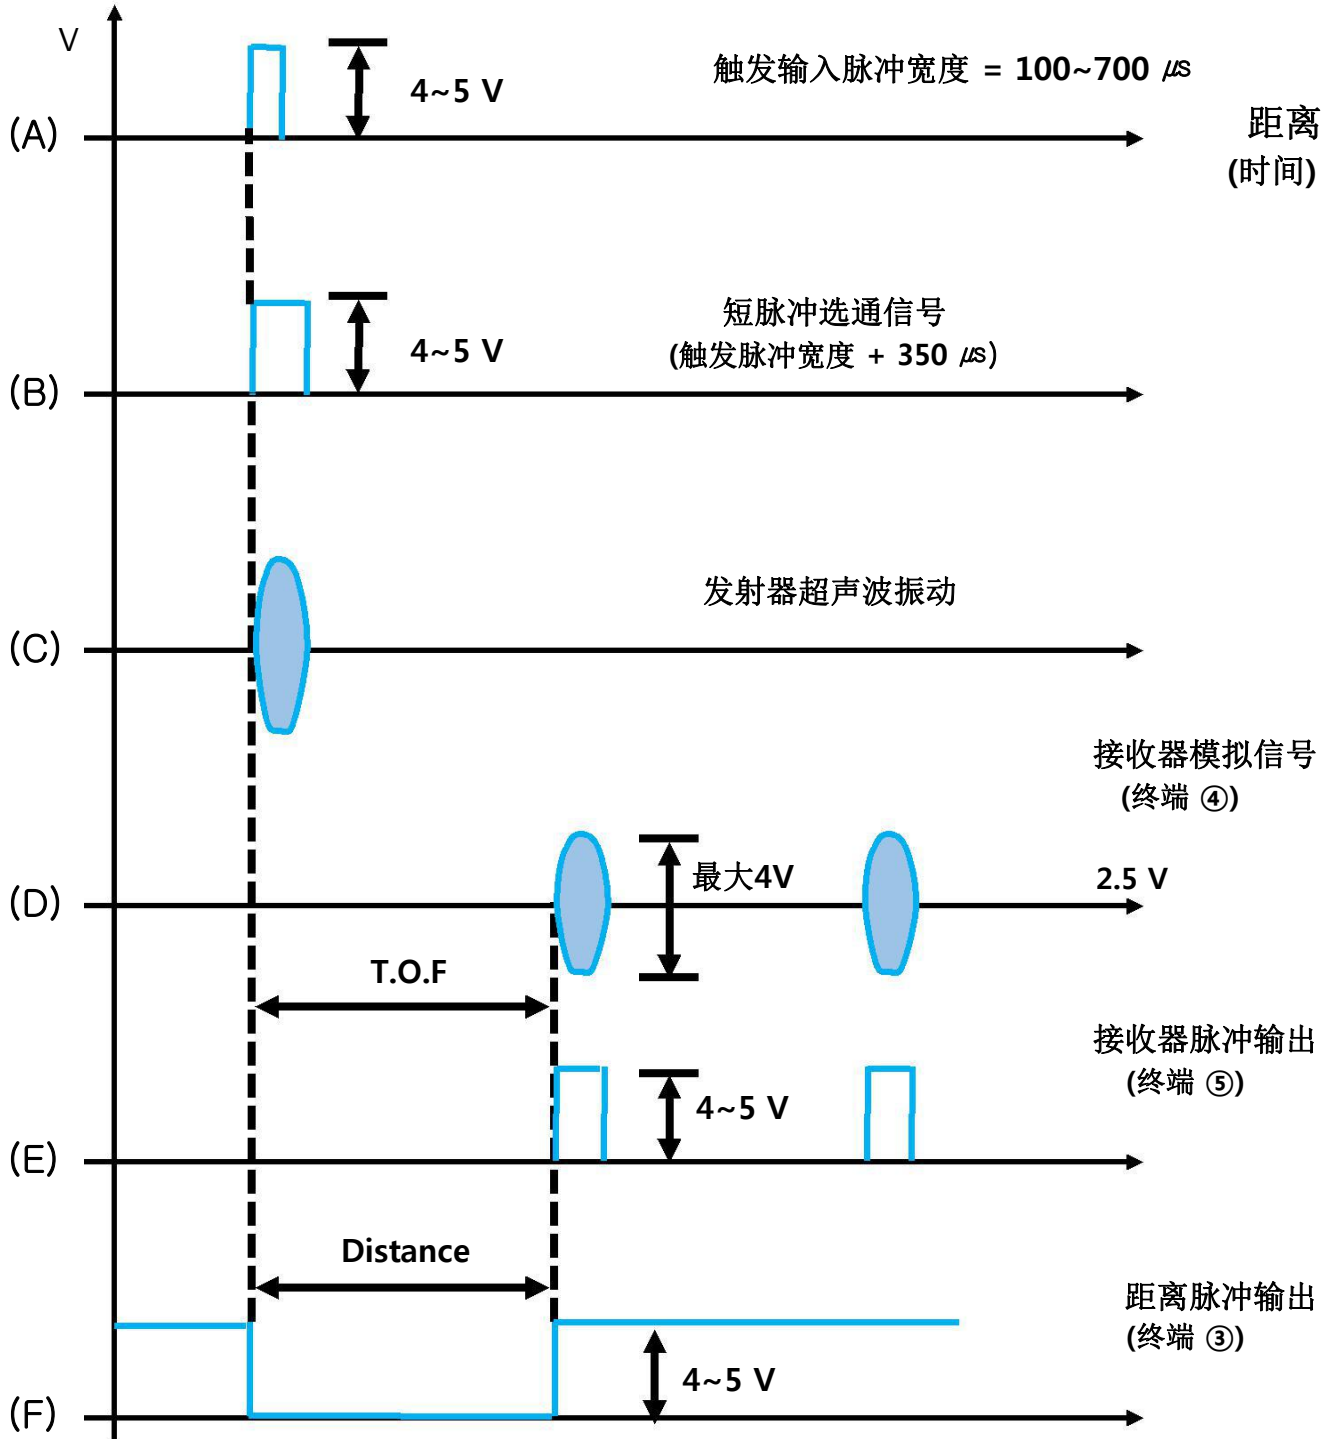 V
4~5 V
触发输入脉冲宽度 = 100~700 ㎲
(A)
距离
(时间)
短脉冲选通信号
4~5 V
(触发脉冲宽度 + 350 ㎲)
(B)
发射器超声波振动
(C)
接收器模拟信号
(终端 ④)
最大4V
2.5 V
(D)
T.O.F
接收器脉冲输出
(终端 ⑤)
4~5 V
(E)
Distance
距离脉冲输出
(终端 ③)
4~5 V
(F)